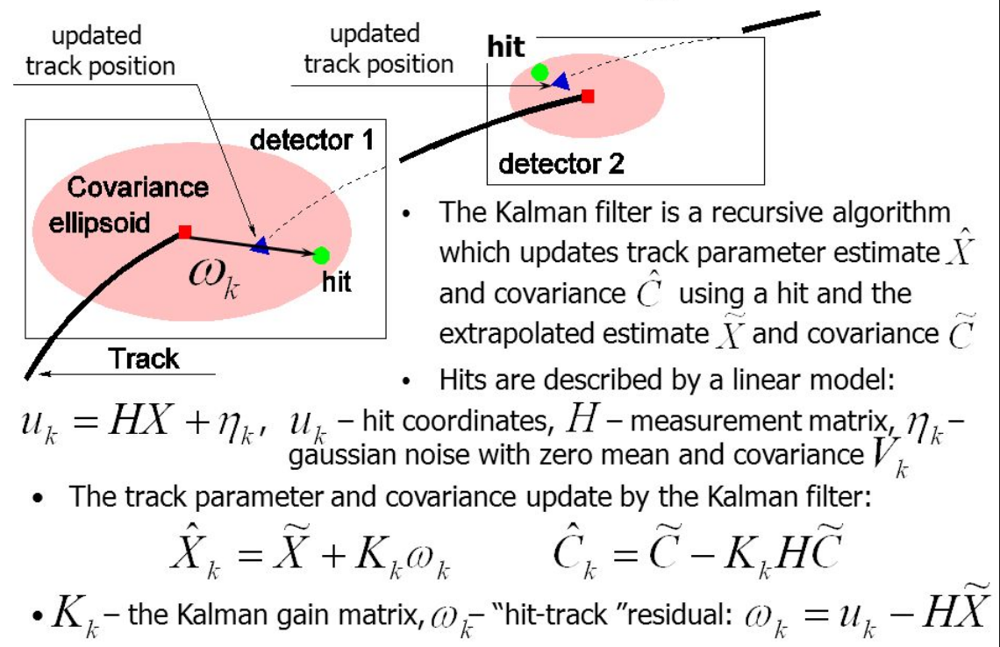 updated
track position
updated
track position
hit
detector 1
detector 2
Covariance
ellipsoid
ω_k
hit
Track
• The Kalman filter is a recursive algorithm
which updates track parameter estimate X̂
and covariance Ĉ using a hit and the
extrapolated estimate X̃ and covariance C̃
• Hits are described by a linear model:
u_k = HX + η_k, u_k – hit coordinates, H – measurement matrix, η_k –
gaussian noise with zero mean and covariance V_k
• The track parameter and covariance update by the Kalman filter:
X̂_k = X̃ + K_k ω_k Ĉ_k = C̃ − K_k H C̃
• K_k – the Kalman gain matrix, ω_k – “hit-track ”residual: ω_k = u_k − H X̃